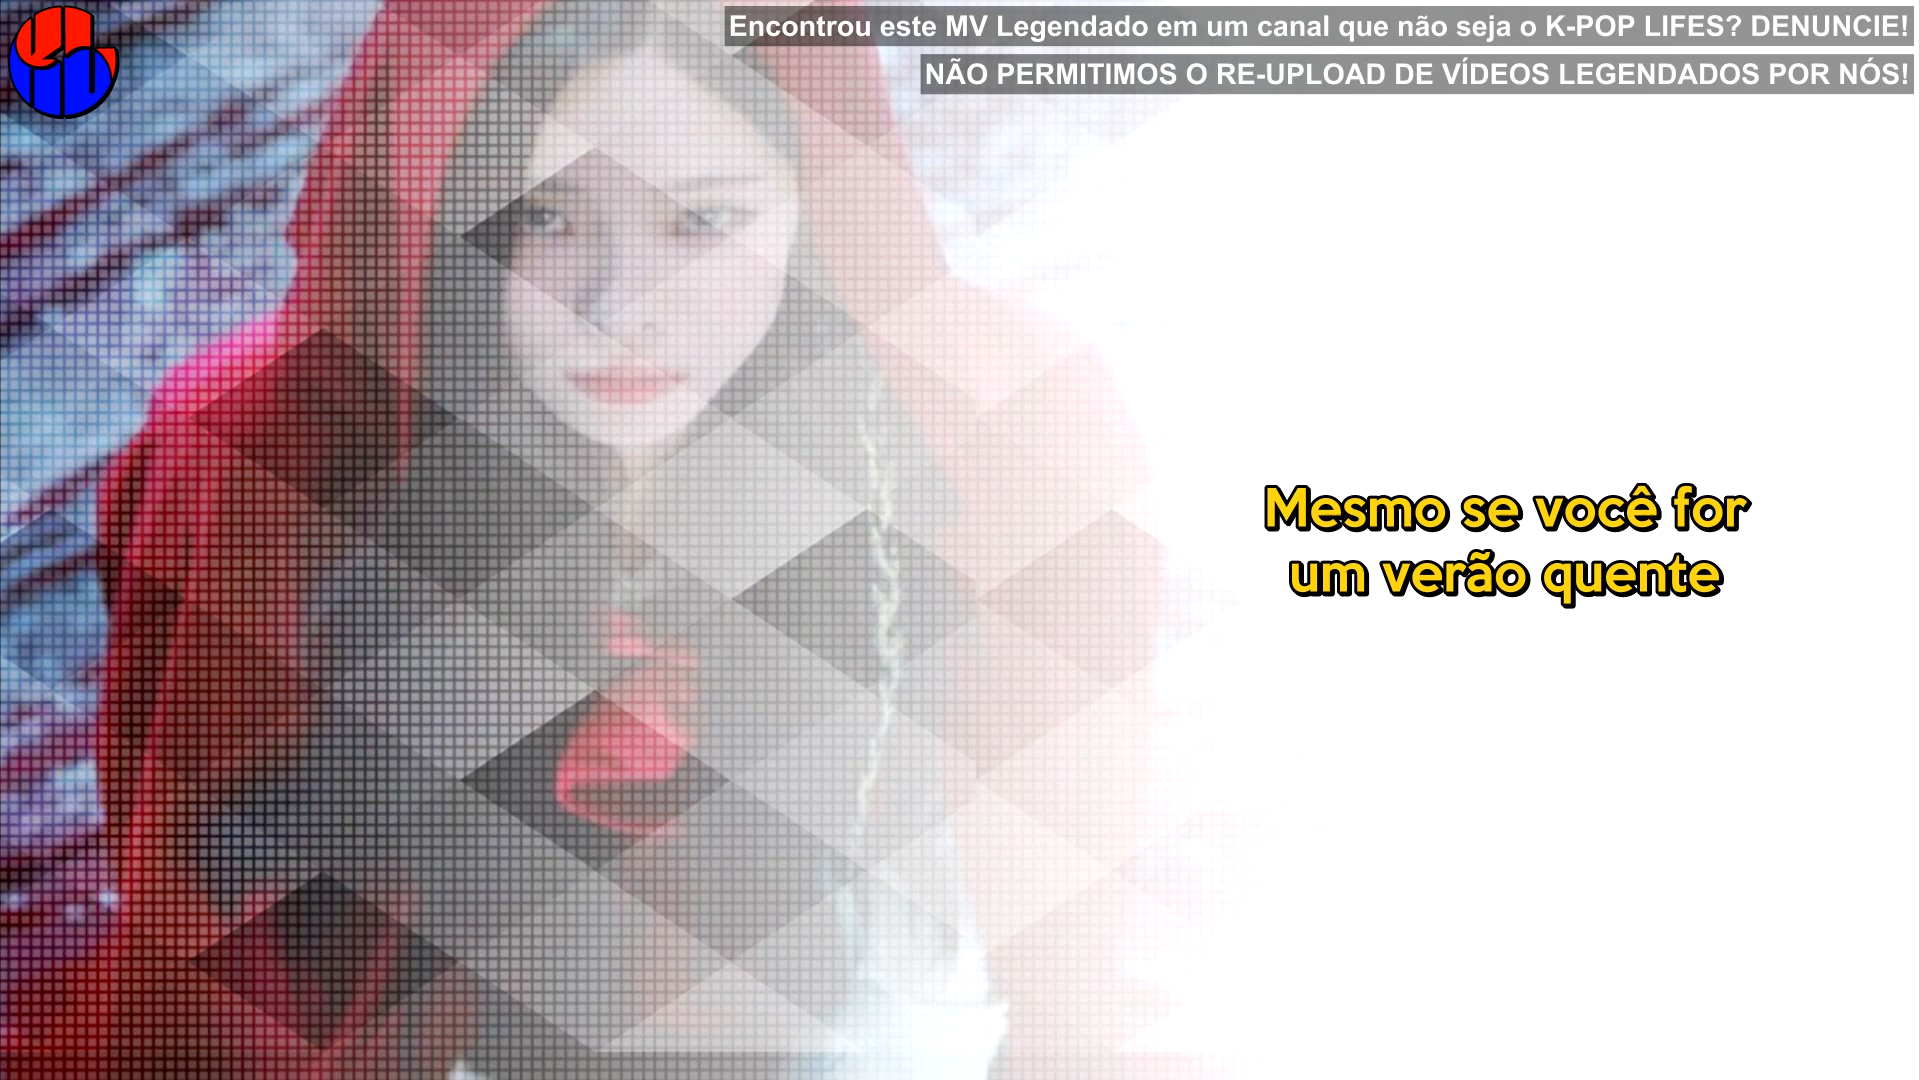 Encontrou este MV Legendado em um canal que não seja o K-POP LIFES? DENUNCIE!
NÃO PERMITIMOS O RE-UPLOAD DE VÍDEOS LEGENDADOS POR NÓS!
Mesmo se você for
um verão quente